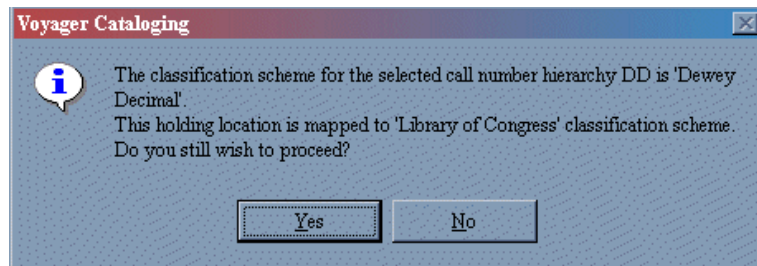 Voyager Cataloging
The classification scheme for the selected call number hierarchy DD is 'Dewey
Decimal'.
This holding location is mapped to 'Library of Congress' classification scheme.
Do you still wish to proceed?
Yes
No